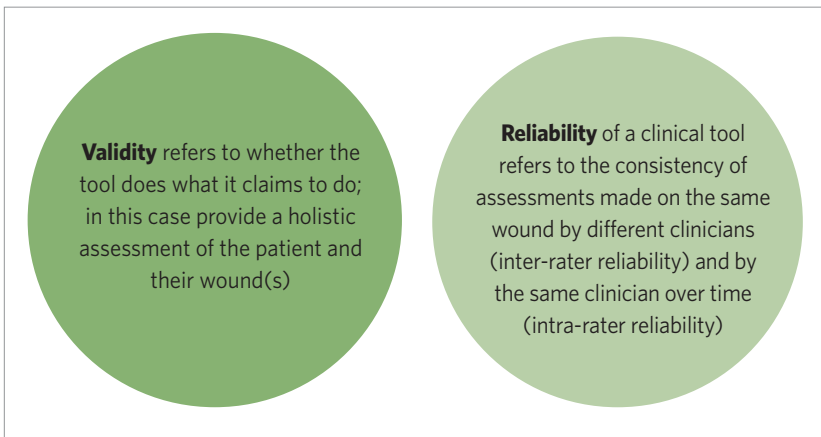 Validity refers to whether the
tool does what it claims to do;
in this case provide a holistic
assessment of the patient and
their wound(s)
Reliability of a clinical tool
refers to the consistency of
assessments made on the same
wound by different clinicians
(inter-rater reliability) and by
the same clinician over time
(intra-rater reliability)